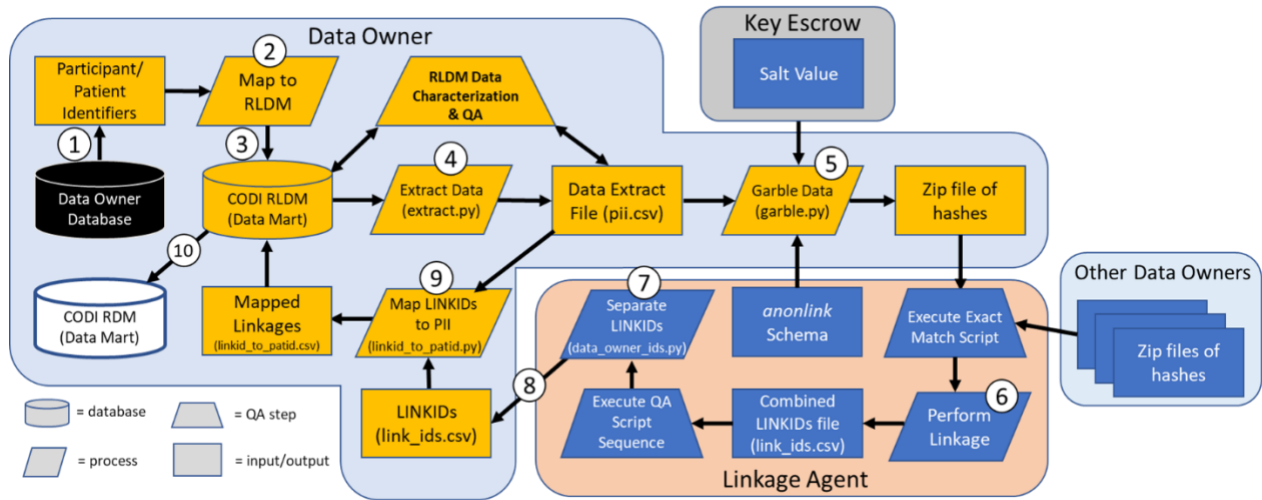 Data Owner
Key Escrow
Salt Value
1
Participant/
Patient
Identifiers
2
Map to
RLDM
RLDM Data
Characterization
& QA
Data Owner
Database
3
CODI RLDM
(Data Mart)
4
Extract Data
(extract.py)
Data Extract
File (pii.csv)
5
Garble Data
(garble.py)
Zip file of
hashes
10
CODI RDM
(Data Mart)
Mapped
Linkages
(linkid_to_patid.csv)
9
Map LINKIDs
to PII
(linkid_to_patid.py)
7
Separate
LINKIDs
(data_owner_ids.py)
anonlink
Schema
Execute Exact
Match Script
Other Data Owners
Zip files of
hashes
8
LINKIDs
(link_ids.csv)
Execute QA
Script
Sequence
Combined
LINKIDs file
(link_ids.csv)
6
Perform
Linkage
Linkage Agent
= database
= QA step
= process
= input/output